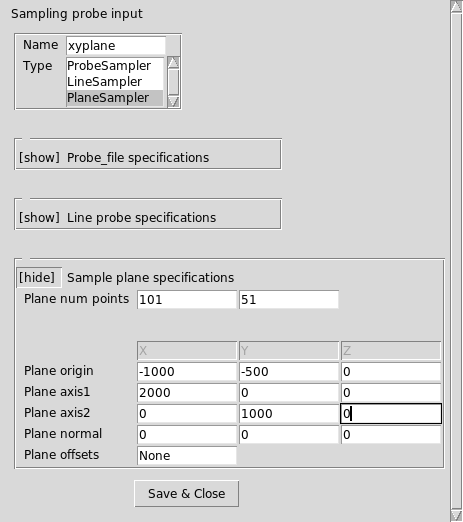 Sampling probe input
Name xyplane
Type ProbeSampler
LineSampler
PlaneSampler
[show] Probe_file specifications
[show] Line probe specifications
[hide] Sample plane specifications
Plane num points 101 51
X Y Z
Plane origin -1000 -500 0
Plane axis1 2000 0 0
Plane axis2 0 1000 0
Plane normal 0 0 0
Plane offsets None
Save & Close